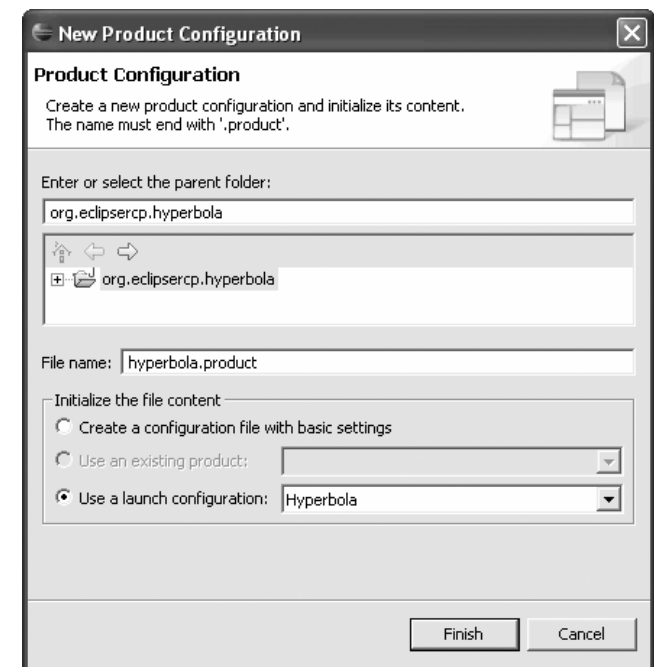 New Product Configuration
Product Configuration
Create a new product configuration and initialize its content.
The name must end with '.product'.
Enter or select the parent folder:
org.eclipsercp.hyperbola
org.eclipsercp.hyperbola
File name: hyperbola.product
Initialize the file content
Create a configuration file with basic settings
Use an existing product:
Use a launch configuration: Hyperbola
Finish Cancel